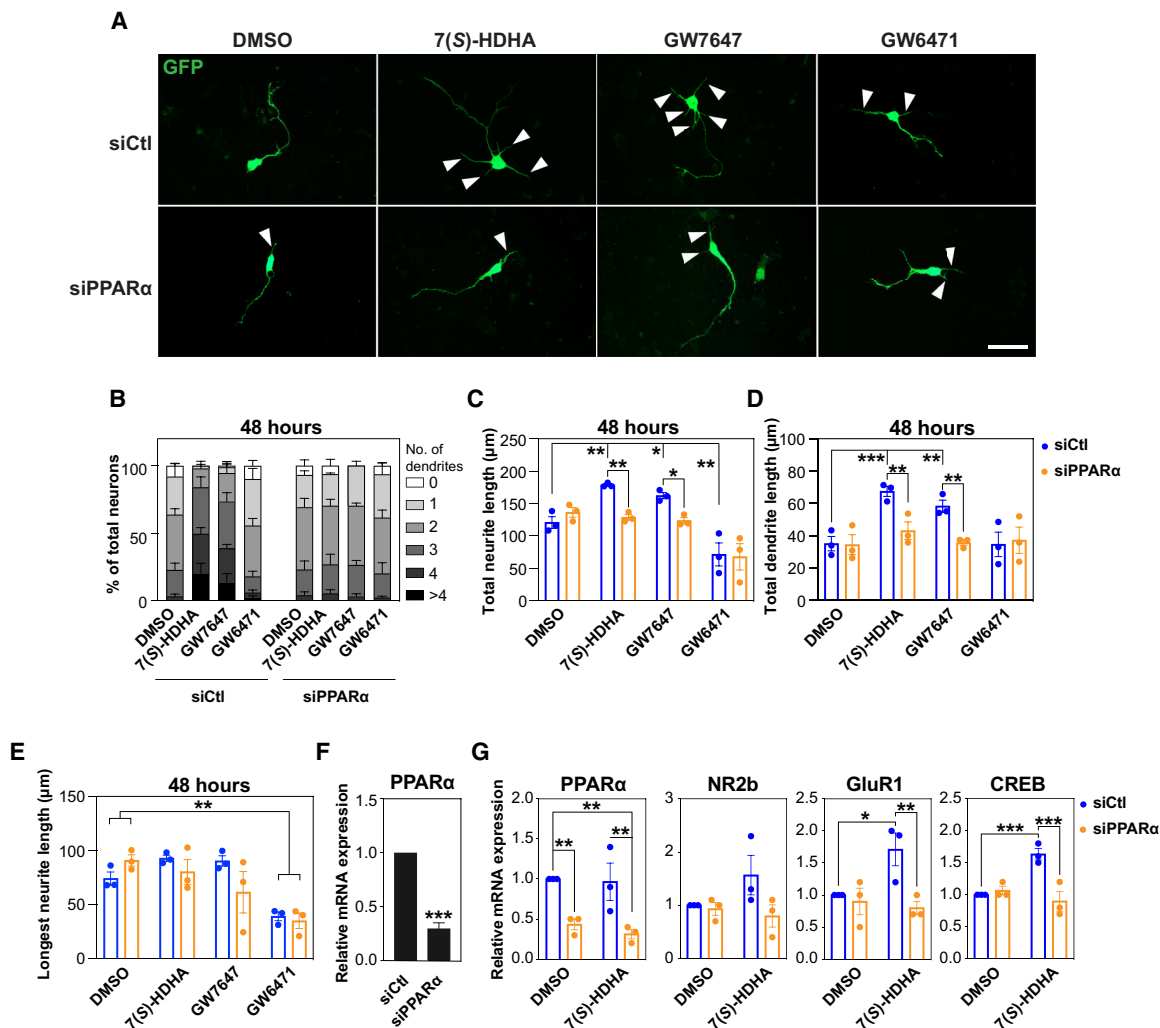 A
DMSO 7(S)-HDHA GW7647 GW6471
GFP
siCtl
siPPARα
B
48 hours
% of total neurons
100
50
0
No. of dendrites
0
1
2
3
4
>4
DMSO
7(S)-HDHA
GW7647
GW6471
DMSO
7(S)-HDHA
GW7647
GW6471
siCtl
siPPARα
C
48 hours
Total neurite length (µm)
250
200
150
100
50
0
** * **
** *
DMSO
7(S)-HDHA
GW7647
GW6471
D
48 hours
Total dendrite length (µm)
80
60
40
20
0
*** **
** **
DMSO
7(S)-HDHA
GW7647
GW6471
siCtl
siPPARα
E
48 hours
Longest neurite length (µm)
150
100
50
0
**
DMSO
7(S)-HDHA
GW7647
GW6471
F
PPARα
Relative mRNA expression
1.5
1.0
0.5
0.0
***
siCtl
siPPARα
G
PPARα
Relative mRNA expression
2.0
1.5
1.0
0.5
0.0
**
** **
DMSO
7(S)-HDHA
NR2b
3
2
1
0
DMSO
7(S)-HDHA
GluR1
2.5
2.0
1.5
1.0
0.5
0.0
* **
DMSO
7(S)-HDHA
CREB
2.5
2.0
1.5
1.0
0.5
0.0
*** ***
DMSO
7(S)-HDHA
siCtl
siPPARα